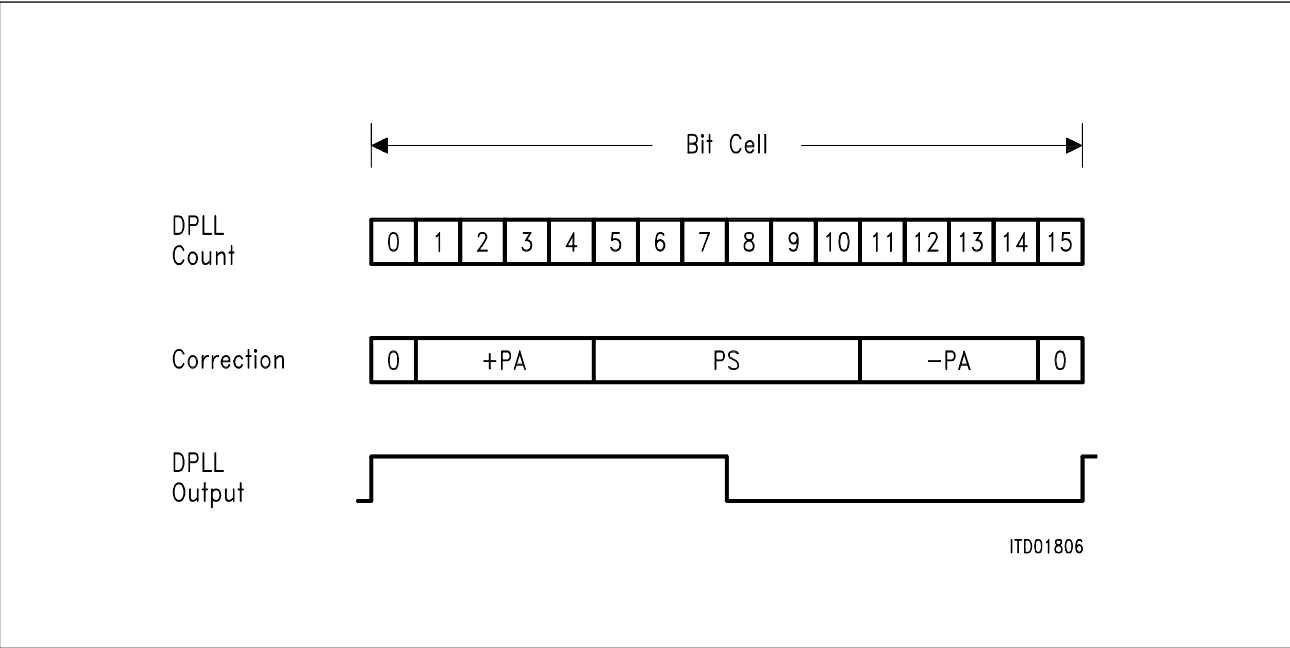 Bit Cell
DPLL
Count
0 1 2 3 4 5 6 7 8 9 10 11 12 13 14 15
Correction
0 +PA PS −PA 0
DPLL
Output
ITD01806